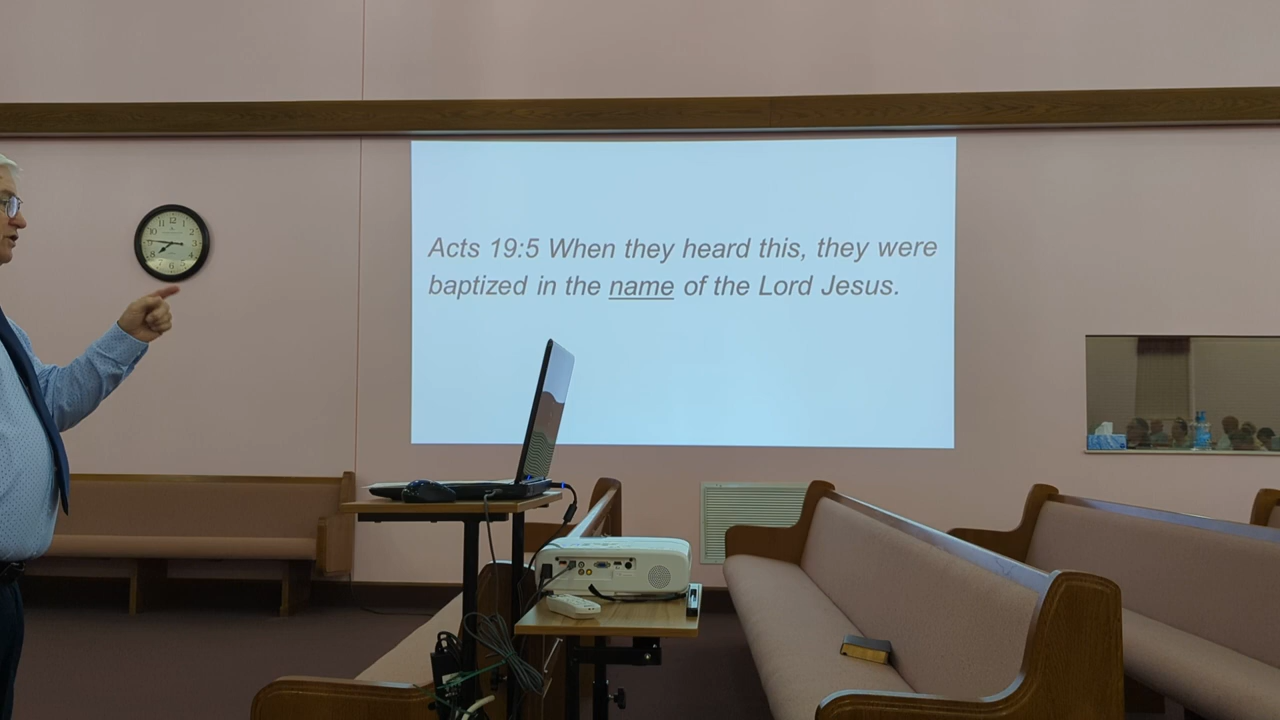 Acts 19:5 When they heard this, they were
baptized in the name of the Lord Jesus.